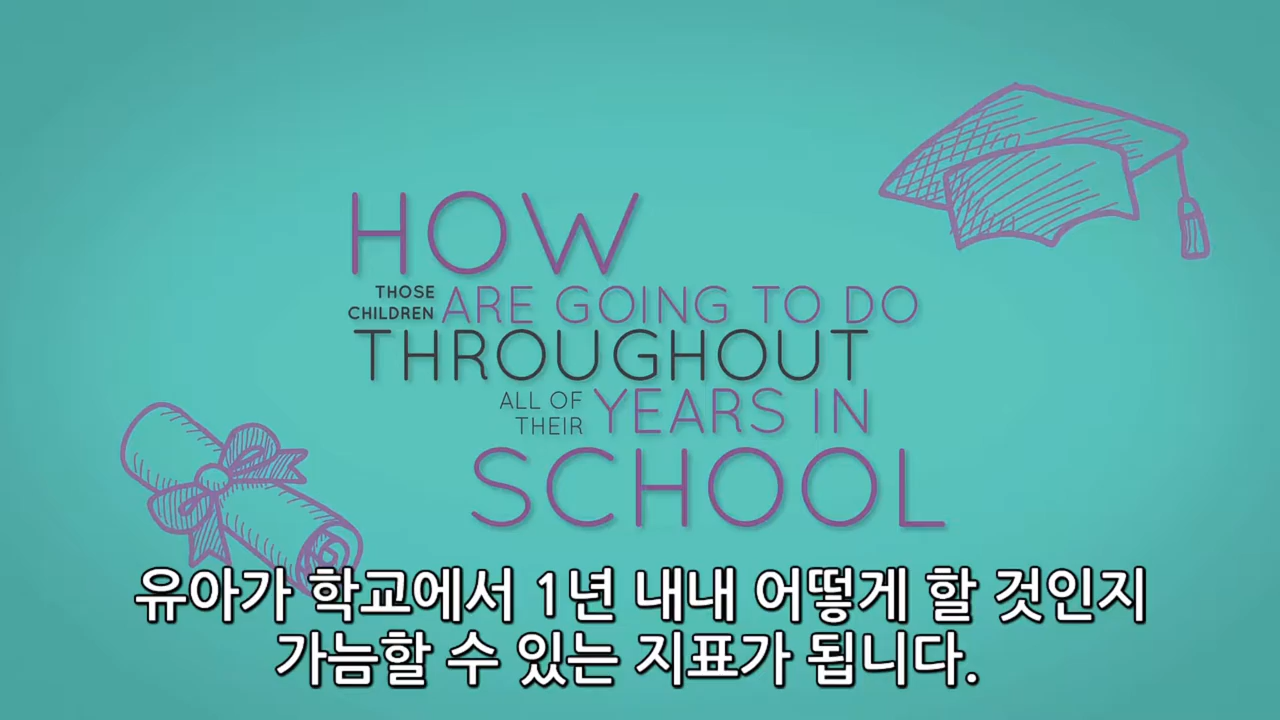 HOW
THOSE
CHILDREN
ARE GOING TO DO
THROUGHOUT
ALL OF
THEIR
YEARS IN
SCHOOL
유아가 학교에서 1년 내내 어떻게 할 것인지
가늠할 수 있는 지표가 됩니다.